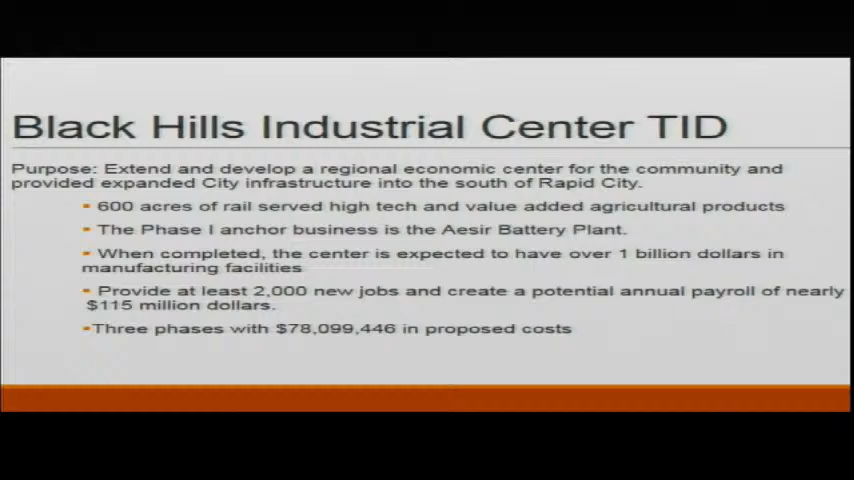 Black Hills Industrial Center TID
Purpose: Extend and develop a regional economic center for the community and
provided expanded City infrastructure into the south of Rapid City.
▪ 600 acres of rail served high tech and value added agricultural products
▪ The Phase I anchor business is the Aesir Battery Plant.
▪ When completed, the center is expected to have over 1 billion dollars in
manufacturing facilities
▪ Provide at least 2,000 new jobs and create a potential annual payroll of nearly
$115 million dollars.
▪Three phases with $78,099,446 in proposed costs